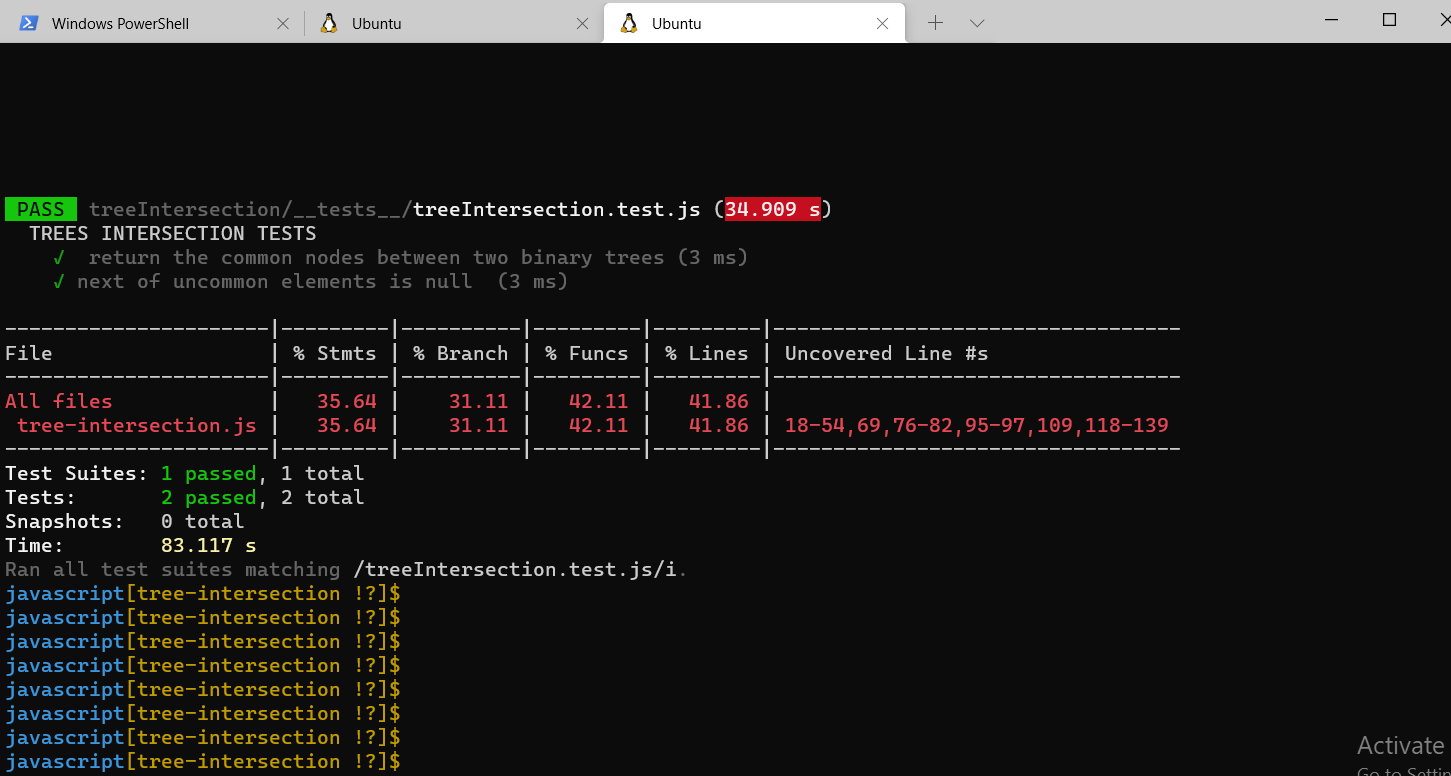 Windows PowerShell
Ubuntu
Ubuntu
PASS treeIntersection/__tests__/treeIntersection.test.js (34.909 s)
TREES INTERSECTION TESTS
√ return the common nodes between two binary trees (3 ms)
√ next of uncommon elements is null (3 ms)
----------------------|---------|----------|---------|---------|----------------------------------
File | % Stmts | % Branch | % Funcs | % Lines | Uncovered Line #s
----------------------|---------|----------|---------|---------|----------------------------------
All files | 35.64 | 31.11 | 42.11 | 41.86 |
tree-intersection.js | 35.64 | 31.11 | 42.11 | 41.86 | 18-54,69,76-82,95-97,109,118-139
----------------------|---------|----------|---------|---------|----------------------------------
Test Suites: 1 passed, 1 total
Tests: 2 passed, 2 total
Snapshots: 0 total
Time: 83.117 s
Ran all test suites matching /treeIntersection.test.js/i.
javascript[tree-intersection !?]$
javascript[tree-intersection !?]$
javascript[tree-intersection !?]$
javascript[tree-intersection !?]$
javascript[tree-intersection !?]$
javascript[tree-intersection !?]$
javascript[tree-intersection !?]$
javascript[tree-intersection !?]$
Activate
Go to